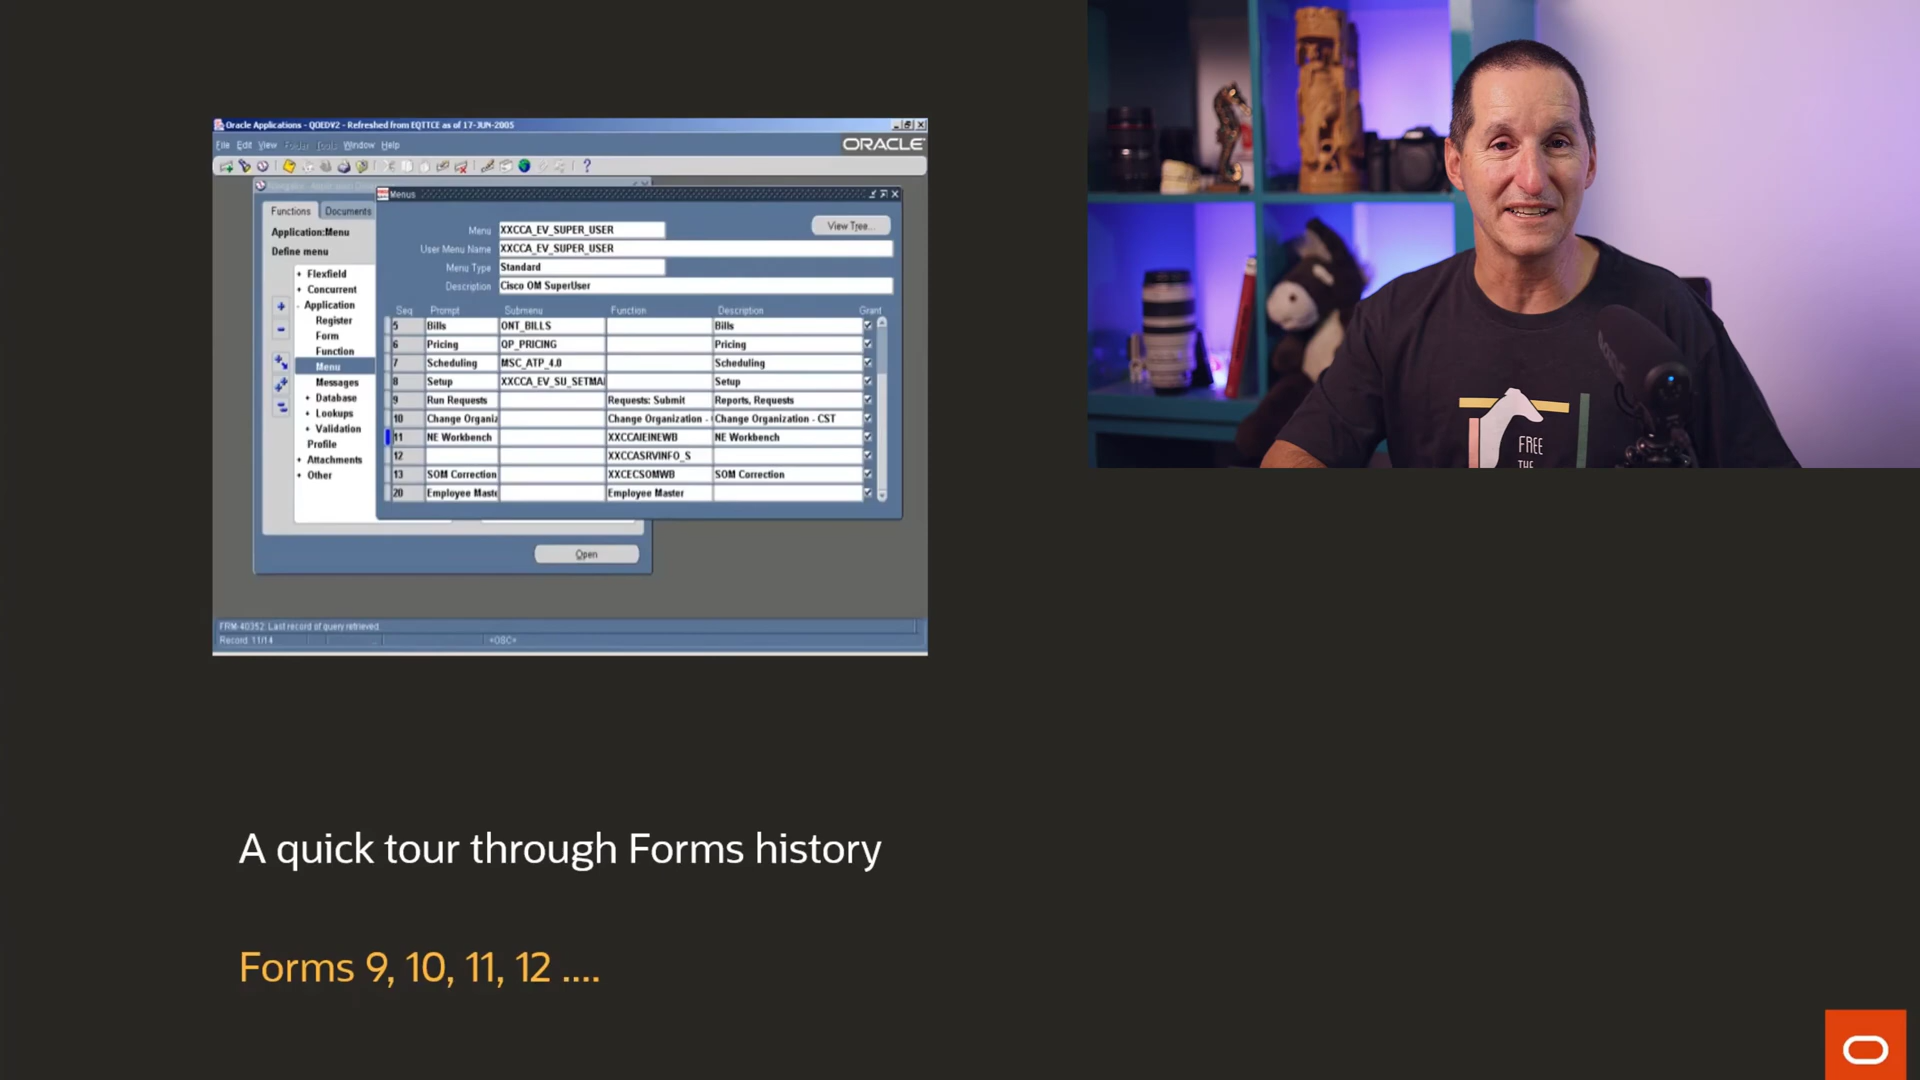 Oracle Applications - QOEDV2 - Refreshed from EQTTCE as of 17-JUN-2005
File Edit View Folder Tools Window Help
ORACLE
Menus
Functions Documents
Application:Menu
Define menu
+ Flexfield
+ Concurrent
- Application
Register
Form
Function
Menu
Messages
+ Database
+ Lookups
+ Validation
Profile
+ Attachments
+ Other
Open
Menu XXCCA_EV_SUPER_USER
View Tree...
User Menu Name XXCCA_EV_SUPER_USER
Menu Type Standard
Description Cisco OM SuperUser
Seq Prompt Submenu Function Description Grant
5 Bills ONT_BILLS Bills
6 Pricing QP_PRICING Pricing
7 Scheduling MSC_ATP_4.0 Scheduling
8 Setup XXCCA_EV_SU_SETMA Setup
9 Run Requests Requests: Submit Reports, Requests
10 Change Organiz Change Organization - Change Organization - CST
11 NE Workbench XXCCAIEINEWB NE Workbench
12 XXCCASRVINFO_S
13 SOM Correction XXCECSOMWB SOM Correction
20 Employee Maste Employee Master
FRM-40352: Last record of query retrieved.
Record: 11/14 <OSC>
FREE
THE
A quick tour through Forms history
Forms 9, 10, 11, 12 ....